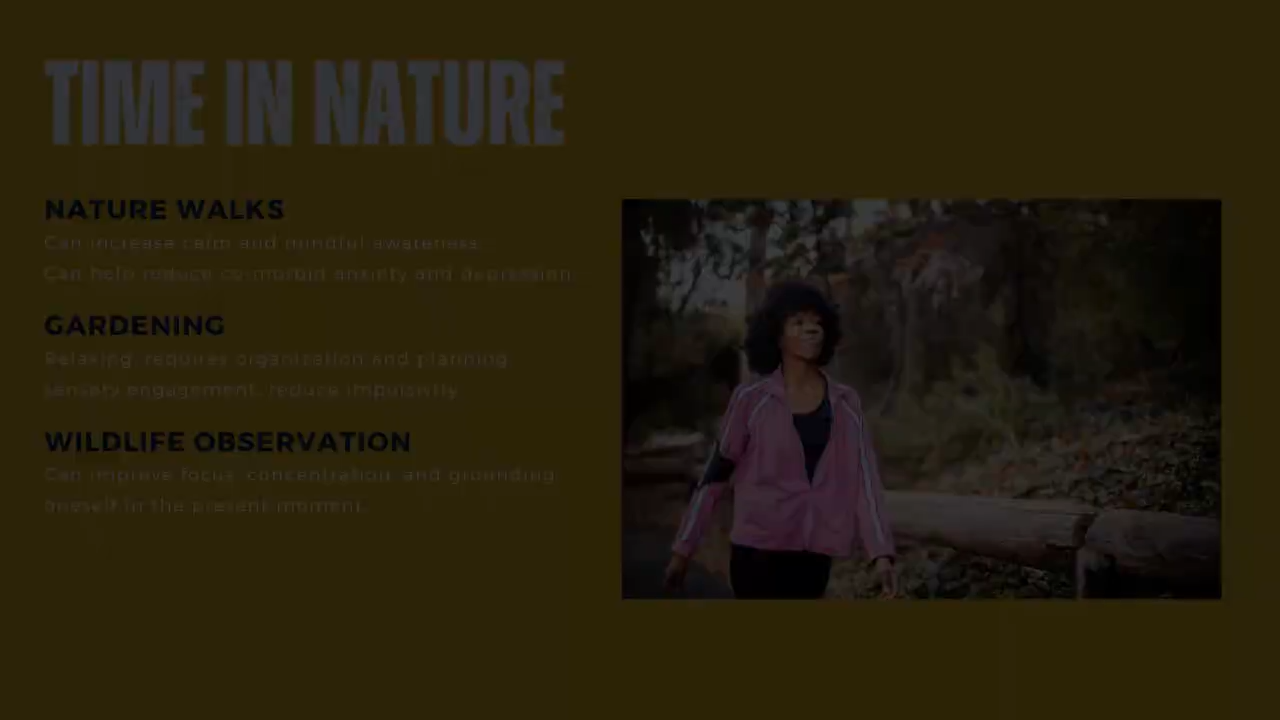 TIME IN NATURE
NATURE WALKS
Can increase calm and mindful awareness.
Can help reduce co-morbid anxiety and depression.
GARDENING
Relaxing, requires organization and planning,
sensory engagement, reduce impulsivity.
WILDLIFE OBSERVATION
Can improve focus, concentration, and grounding
oneself in the present moment.